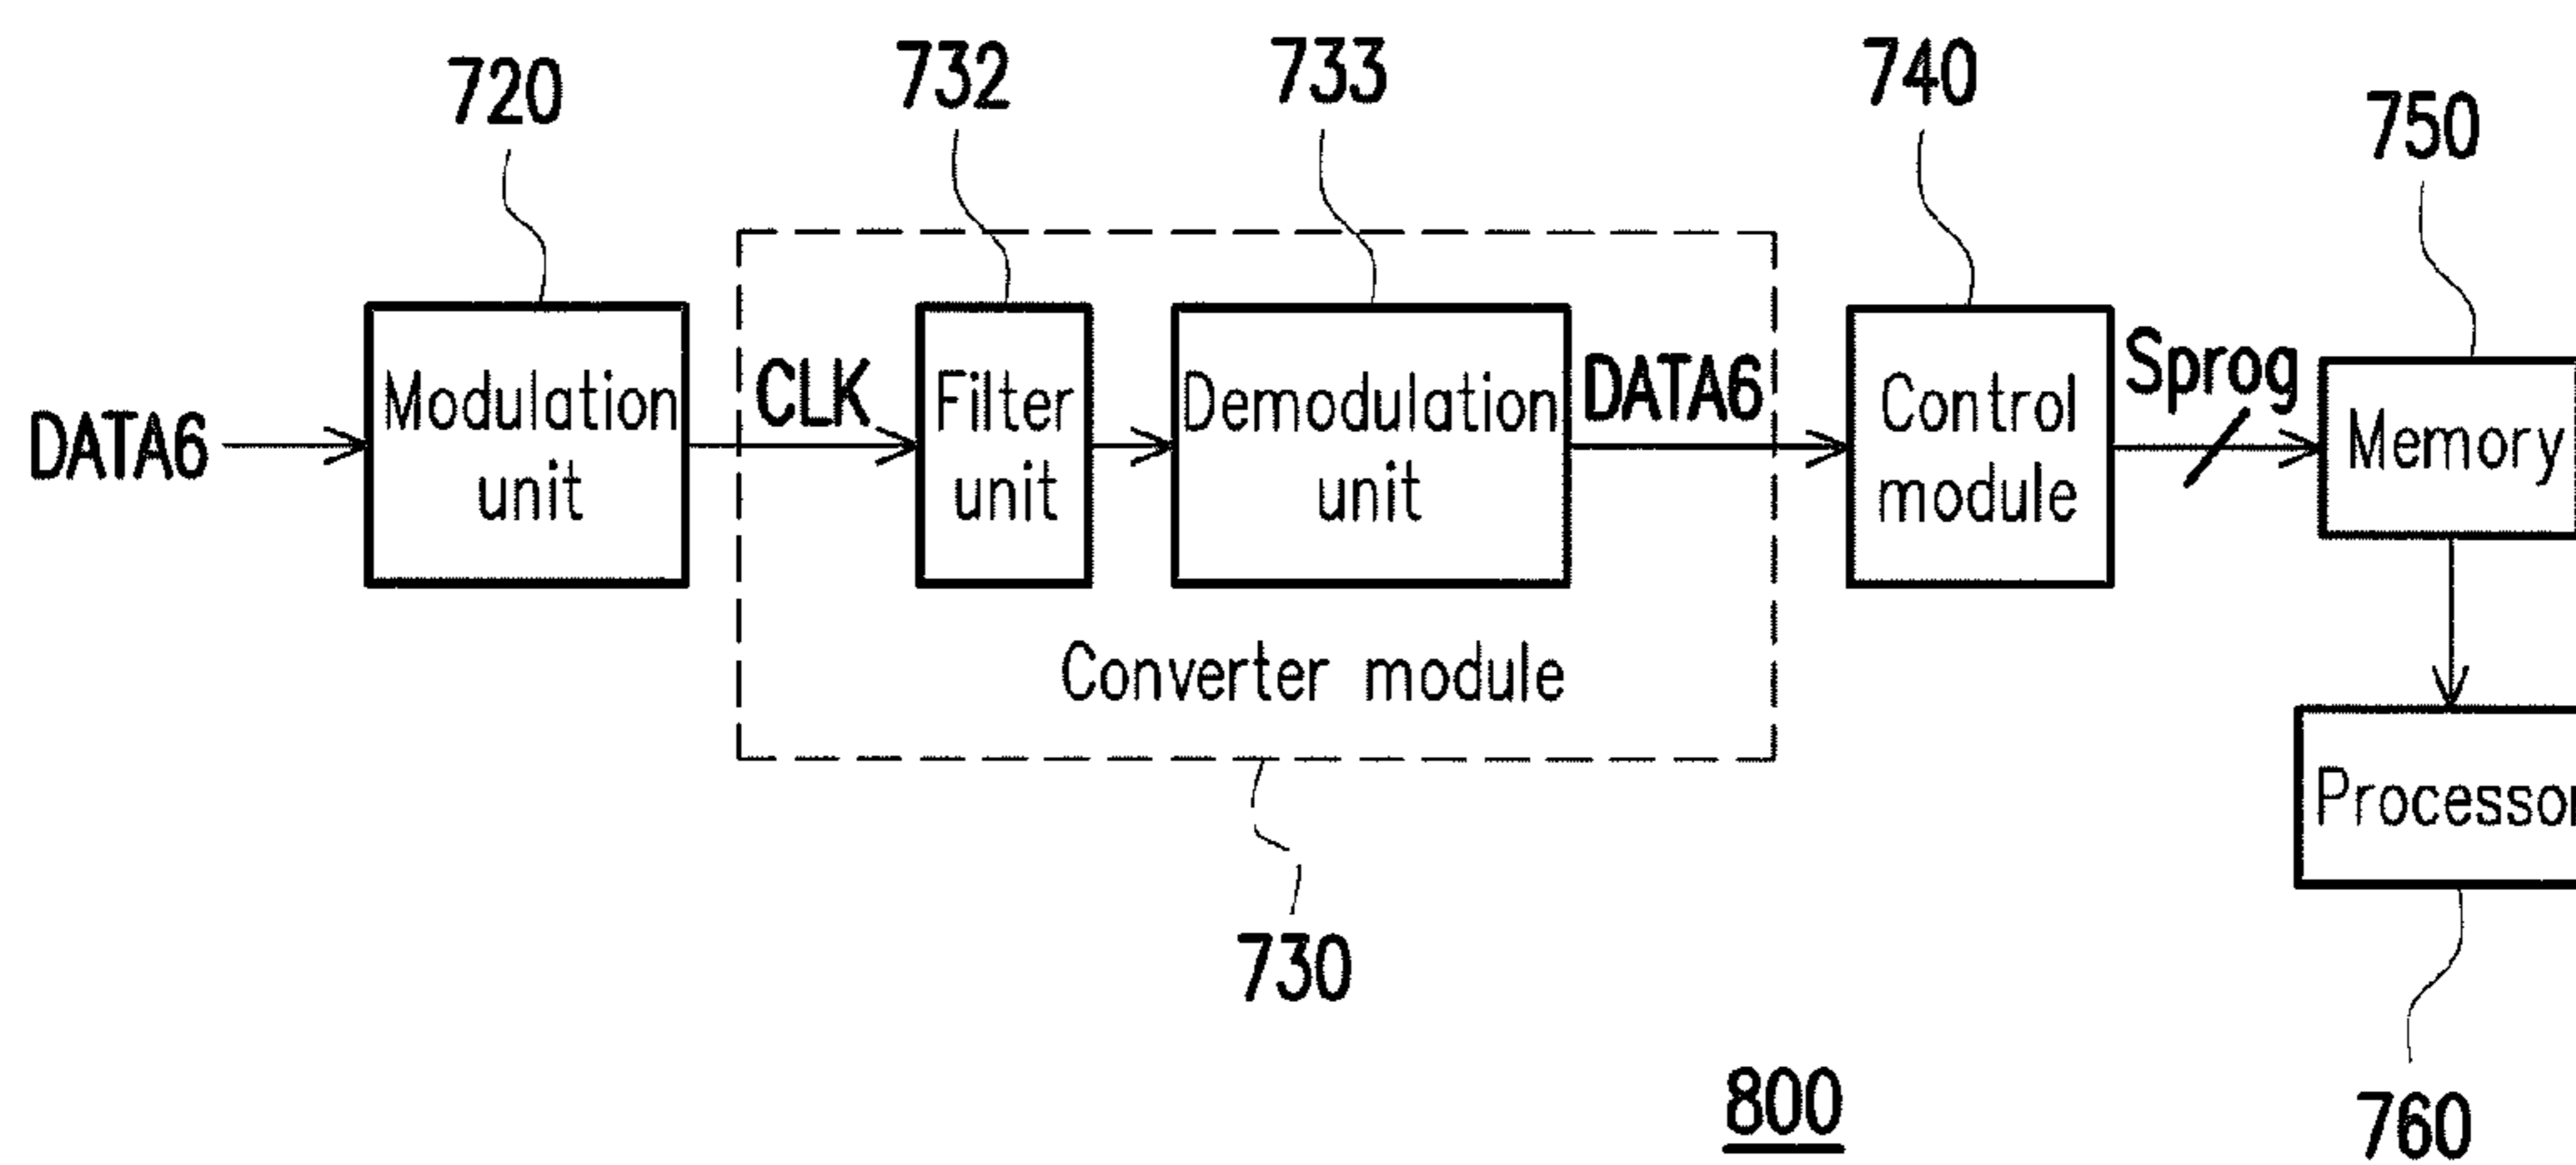 720
732
733
740
750
DATA6
Modulation
unit
CLK
Filter
unit
Demodulation
unit
DATA6
Control
module
Sprog
Memory
Converter module
Processor
730
800
760